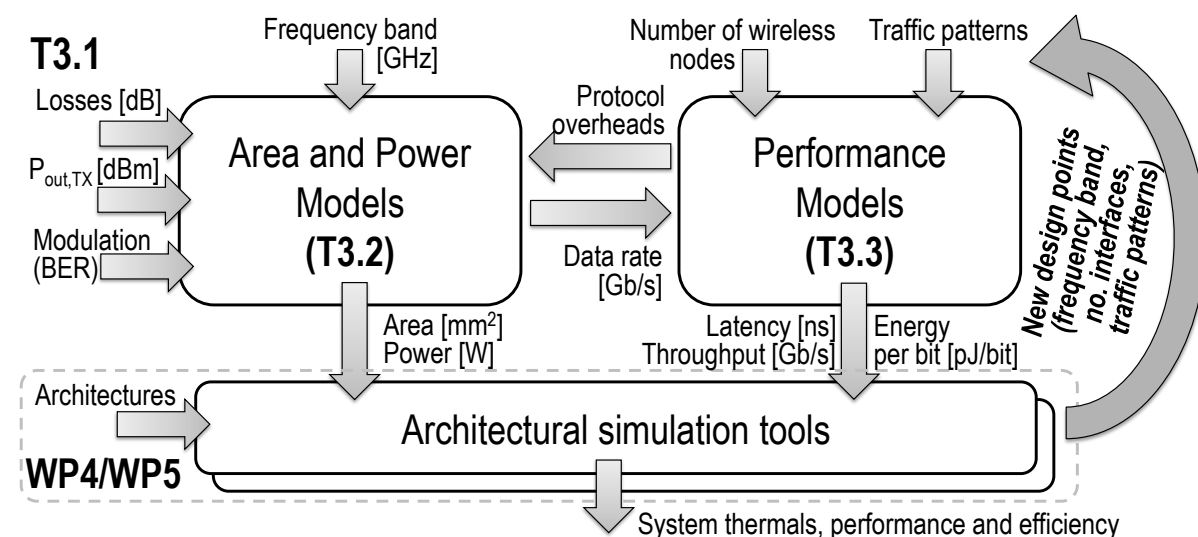 T3.1
Frequency band
[GHz]
Number of wireless
nodes
Traffic patterns
Losses [dB]
P_out,TX [dBm]
Modulation
(BER)
Area and Power
Models
(T3.2)
Protocol
overheads
Data rate
[Gb/s]
Performance
Models
(T3.3)
New design points
(frequency band,
no. interfaces,
traffic patterns)
Area [mm²]
Power [W]
Latency [ns]
Throughput [Gb/s]
Energy
per bit [pJ/bit]
Architectures
WP4/WP5
Architectural simulation tools
System thermals, performance and efficiency